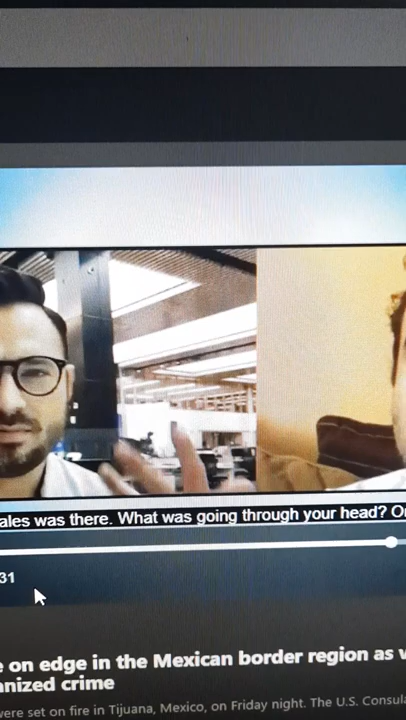 ales was there. What was going through your head? O
31
e on edge in the Mexican border region as
anized crime
were set on fire in Tijuana, Mexico, on Friday night. The U.S. Consula